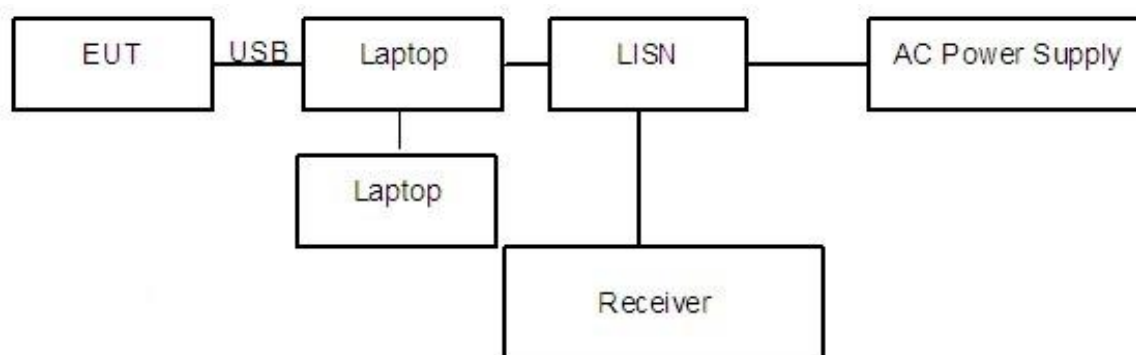 EUT
USB
Laptop
LISN
AC Power Supply
Laptop
Receiver